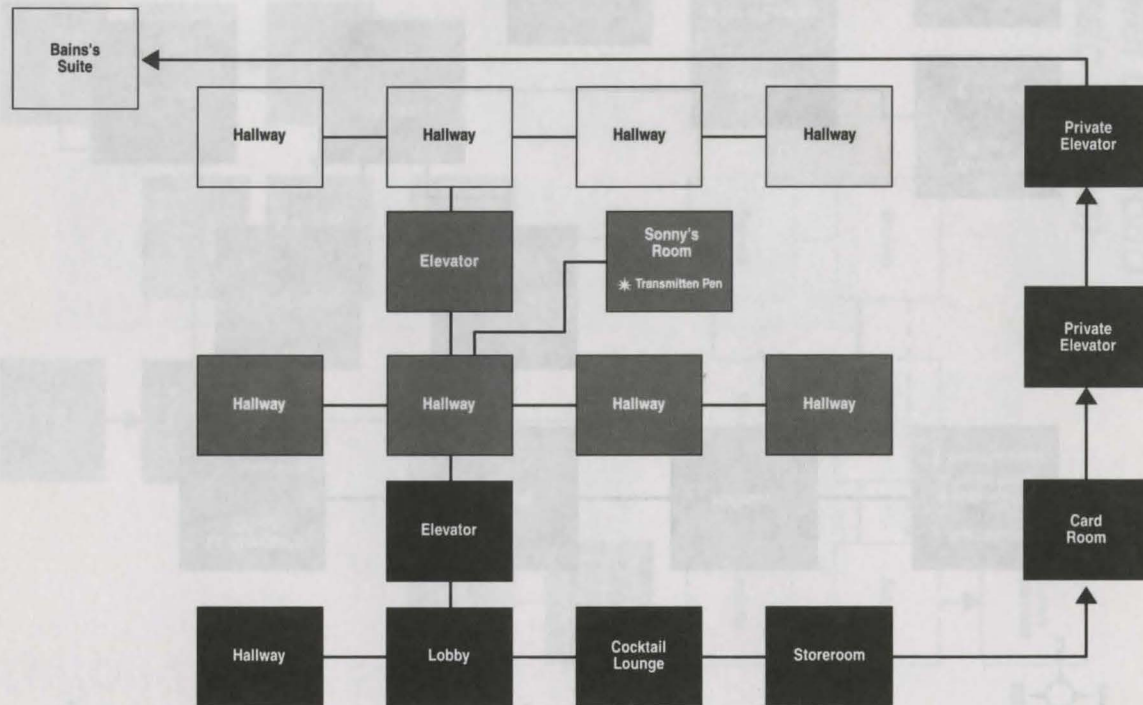 Bains's
Suite
Hallway
Hallway
Hallway
Hallway
Private
Elevator
Elevator
Sonny's
Room
Transmitten Pen
Private
Elevator
Hallway
Hallway
Hallway
Hallway
Elevator
Card
Room
Hallway
Lobby
Cocktail
Lounge
Storeroom